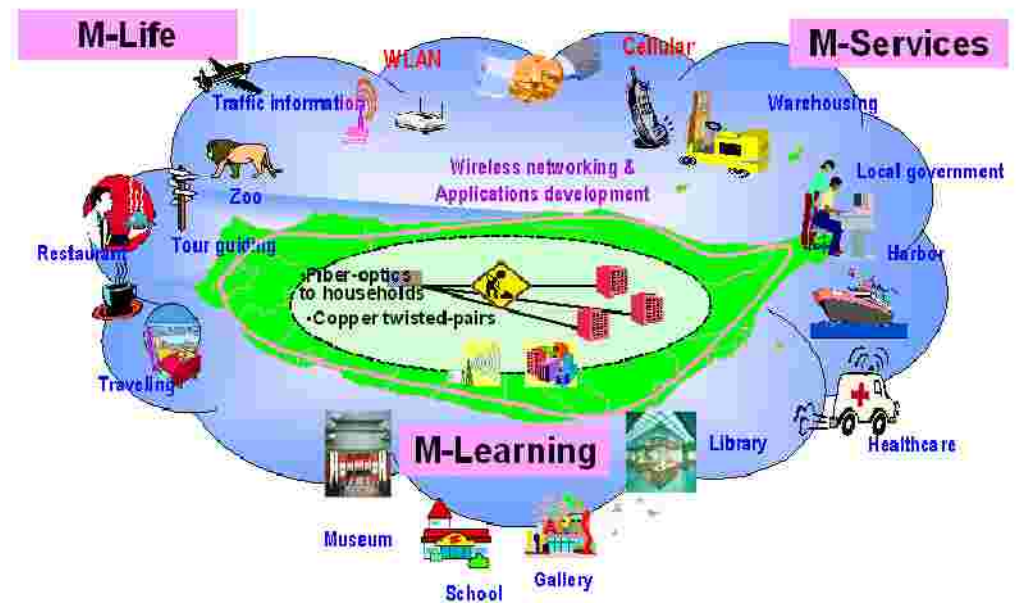 M-Life
M-Services
WLAN
Cellular
Traffic information
Warehousing
Wireless networking &
Applications development
Zoo
Local government
Restaurant
Tour guiding
Harbor
•Fiber-optics
to households
•Copper twisted-pairs
Traveling
M-Learning
Library
Healthcare
Museum
School
Gallery